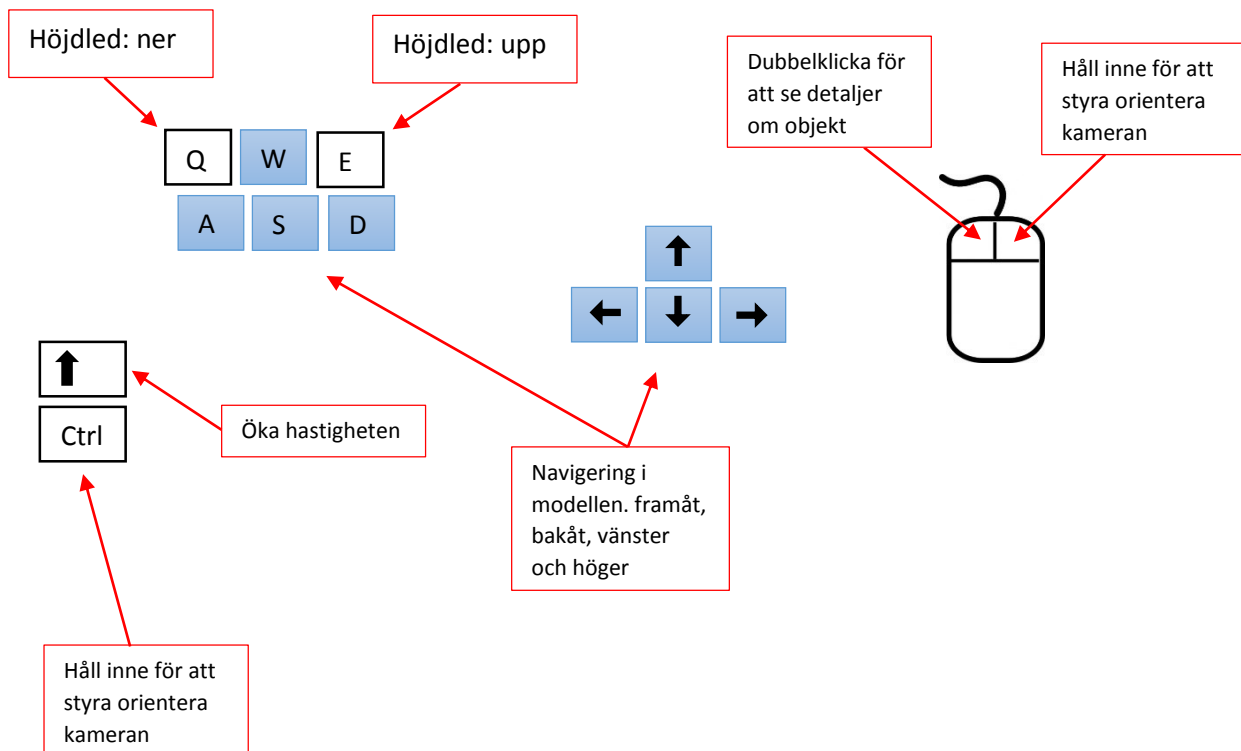 Höjdled: ner
Höjdled: upp
Dubbelklicka för
att se detaljer
om objekt
Håll inne för att
styra orientera
kameran
Q
W
E
A
S
D
Ctrl
Öka hastigheten
Navigering i
modellen. framåt,
bakåt, vänster
och höger
Håll inne för att
styra orientera
kameran